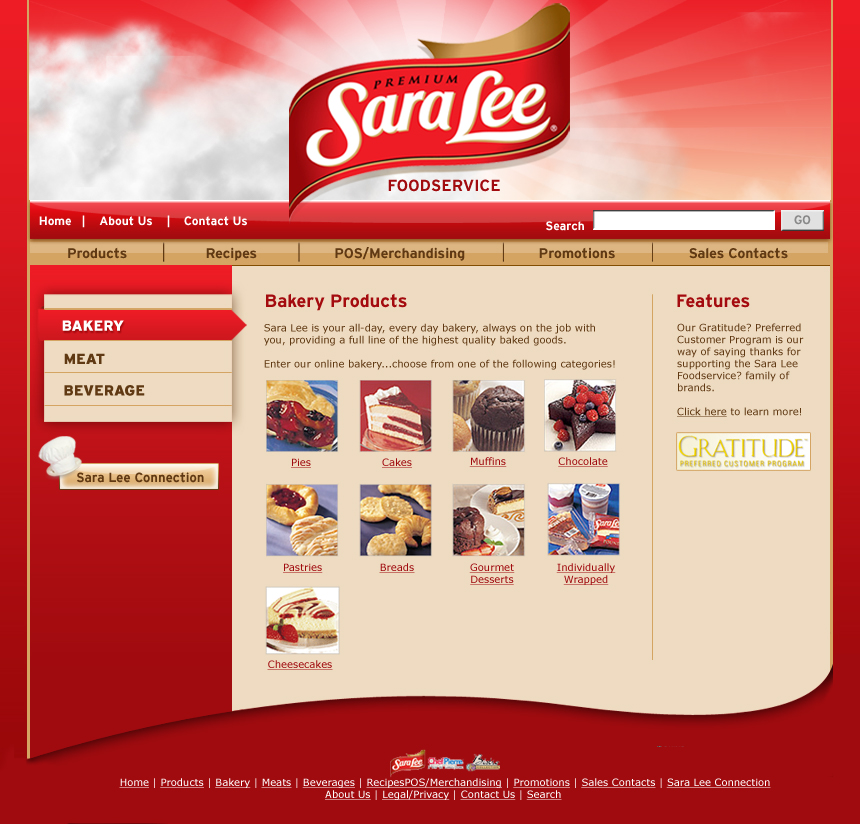 PREMIUM
Sara Lee®
FOODSERVICE
Home | About Us | Contact Us
Search GO
Products Recipes POS/Merchandising Promotions Sales Contacts
BAKERY
MEAT
BEVERAGE
Sara Lee Connection
Bakery Products
Sara Lee is your all-day, every day bakery, always on the job with
you, providing a full line of the highest quality baked goods.
Enter our online bakery...choose from one of the following categories!
Pies Cakes Muffins Chocolate
Pastries Breads Gourmet
Desserts
Individually
Wrapped
Cheesecakes
Features
Our Gratitude? Preferred
Customer Program is our
way of saying thanks for
supporting the Sara Lee
Foodservice? family of
brands.
Click here to learn more!
GRATITUDE
PREFERRED CUSTOMER PROGRAM
Sara Lee
Home | Products | Bakery | Meats | Beverages | RecipesPOS/Merchandising | Promotions | Sales Contacts | Sara Lee Connection
About Us | Legal/Privacy | Contact Us | Search